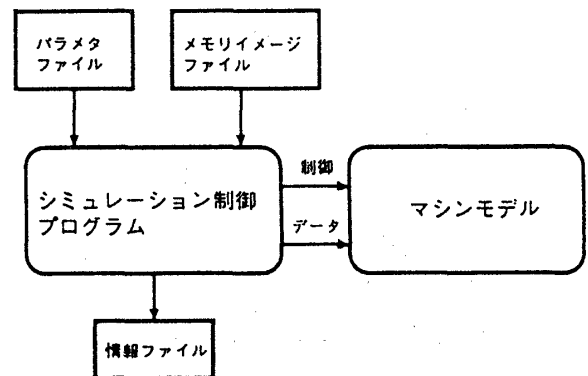 パラメタ
ファイル
メモリイメージ
ファイル
シミュレーション制御
プログラム
制御
データ
マシンモデル
情報ファイル